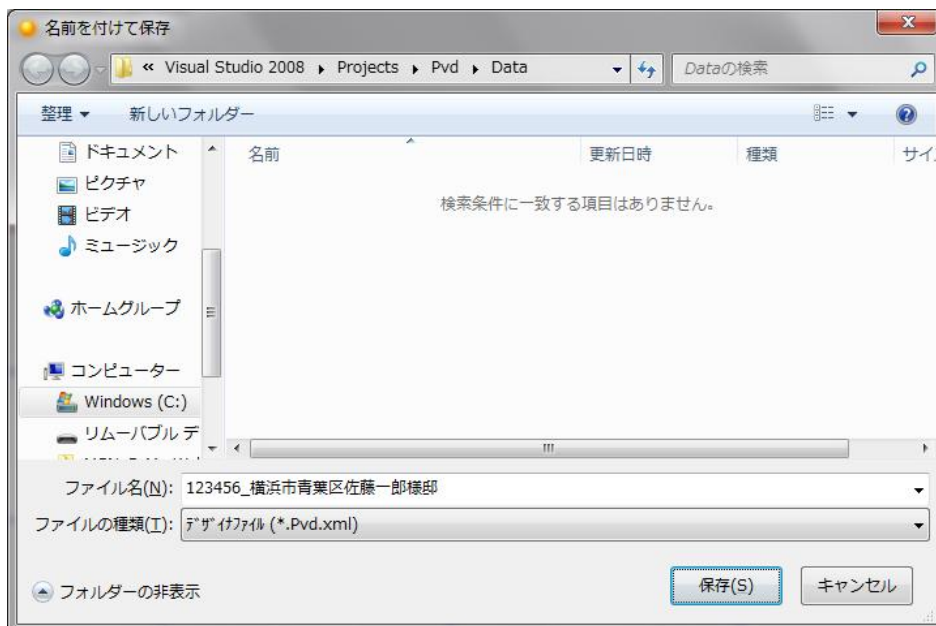 名前を付けて保存
« Visual Studio 2008 ▸ Projects ▸ Pvd ▸ Data
Dataの検索
整理 新しいフォルダー
名前 更新日時 種類 サイ
検索条件に一致する項目はありません。
ドキュメント
ピクチャ
ビデオ
ミュージック
ホームグループ
コンピューター
Windows (C:)
リムーバブル デ
ファイル名(N): 123456_横浜市青葉区佐藤一郎様邸
ファイルの種類(T): ﾃﾞｻﾞｲﾅﾌｧｲﾙ (*.Pvd.xml)
フォルダーの非表示
保存(S) キャンセル